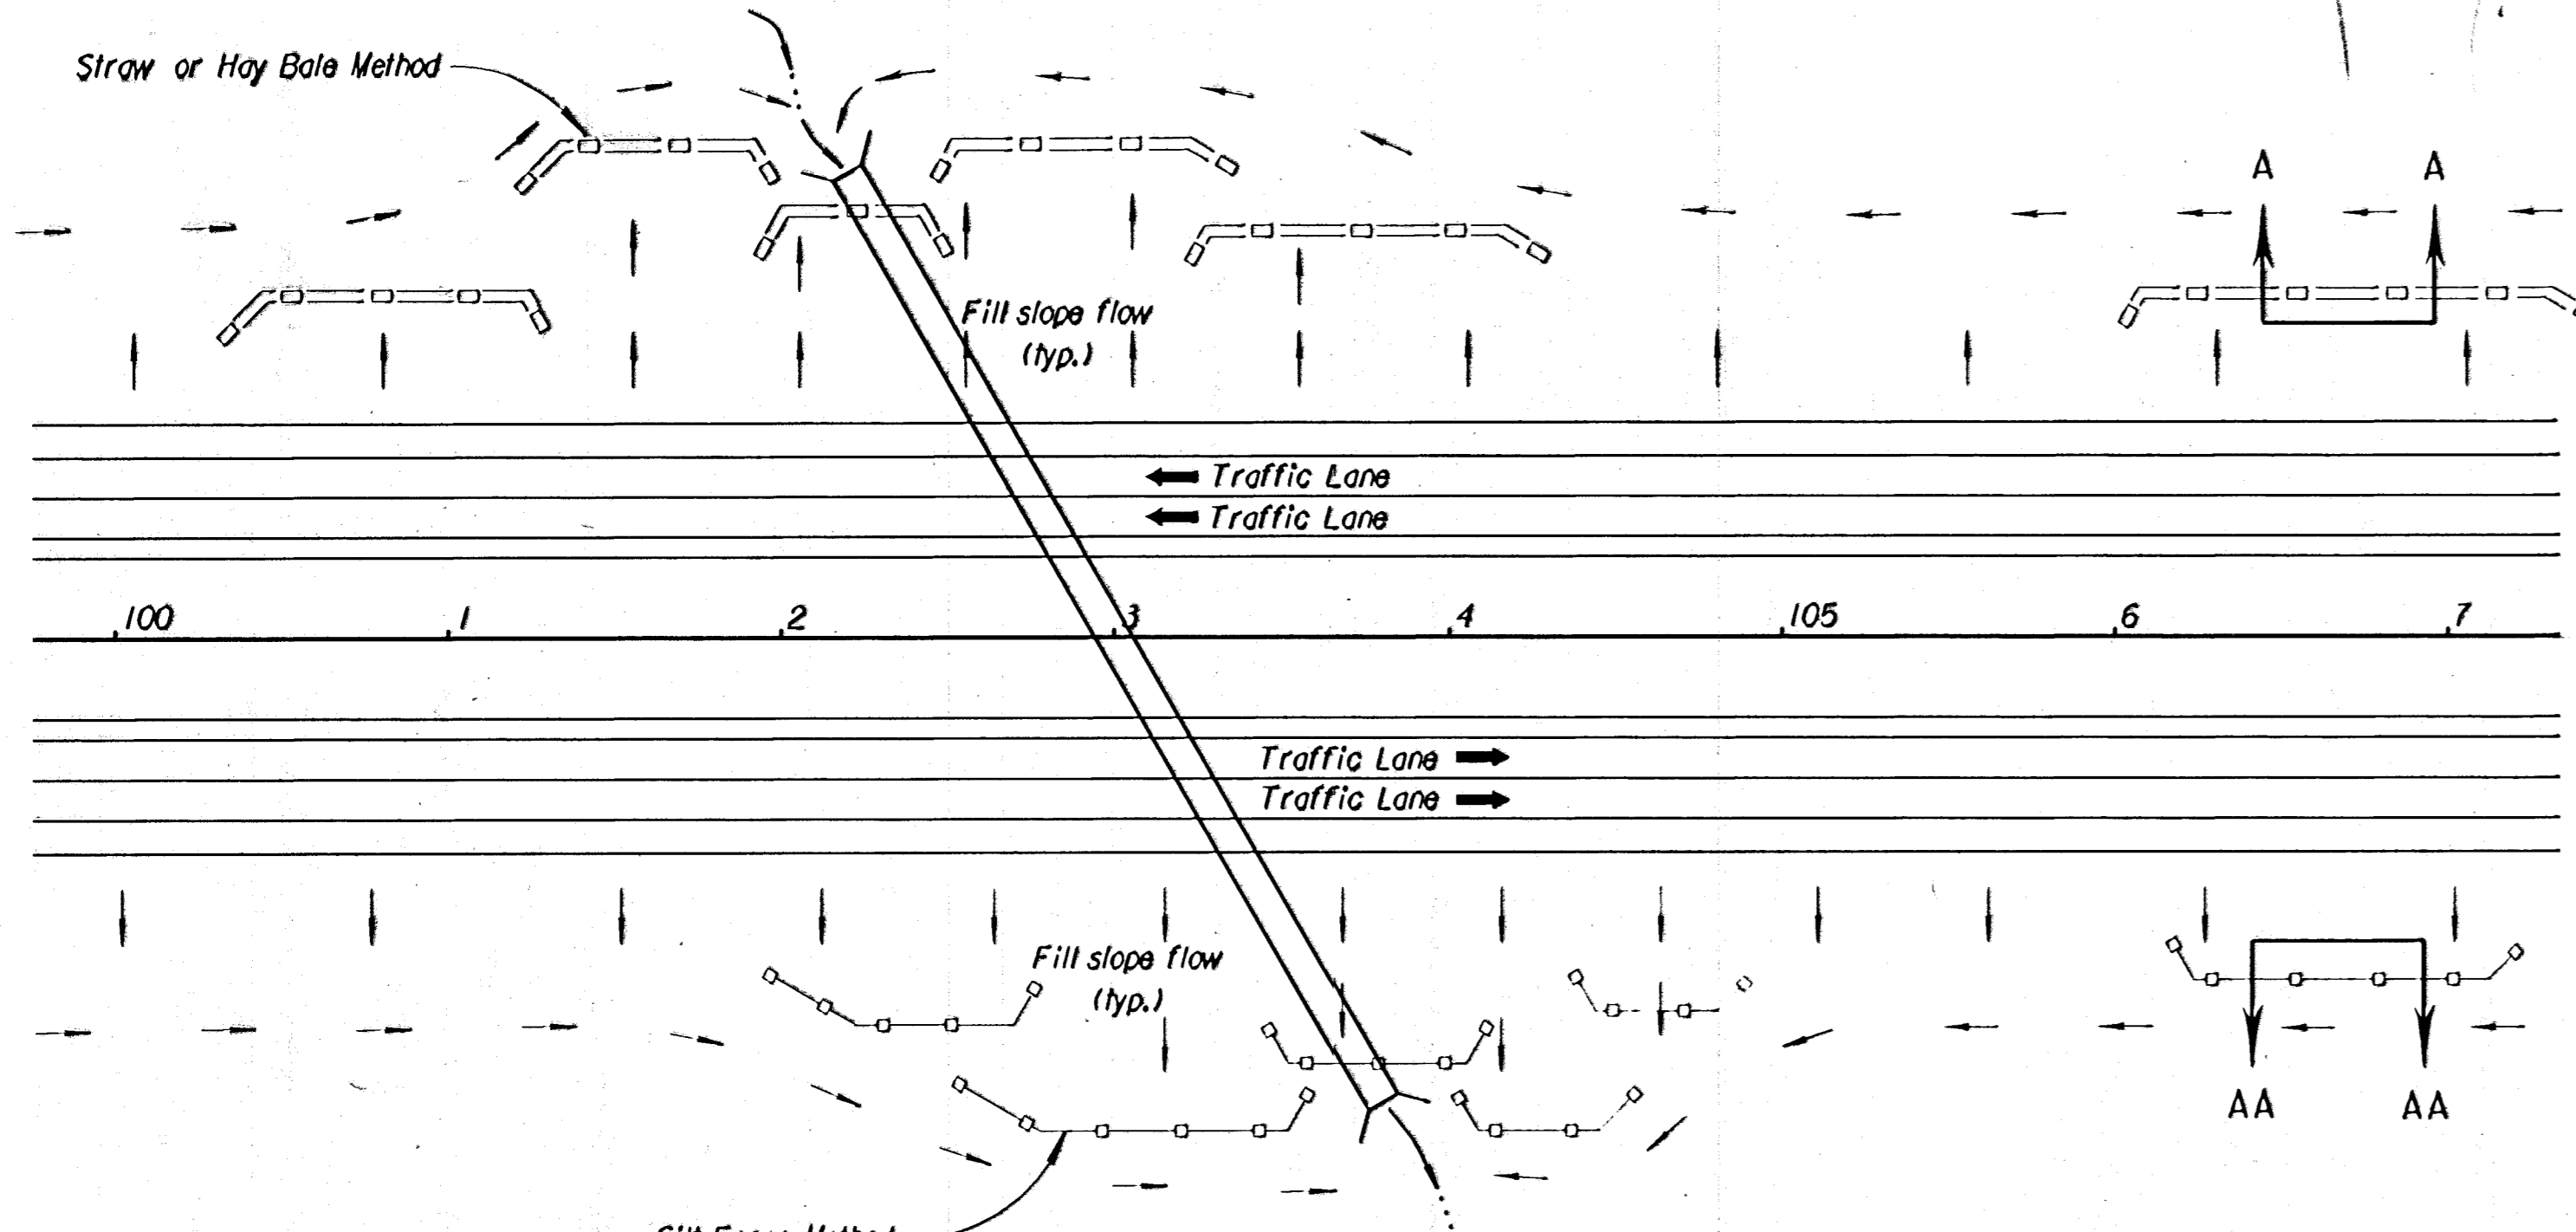 Straw or Hay Bale Method
A A
Fill slope flow
(typ.)
Traffic Lane
Traffic Lane
100 1 2 3 4 105 6 7
Traffic Lane
Traffic Lane
Fill slope flow
(typ.)
AA AA